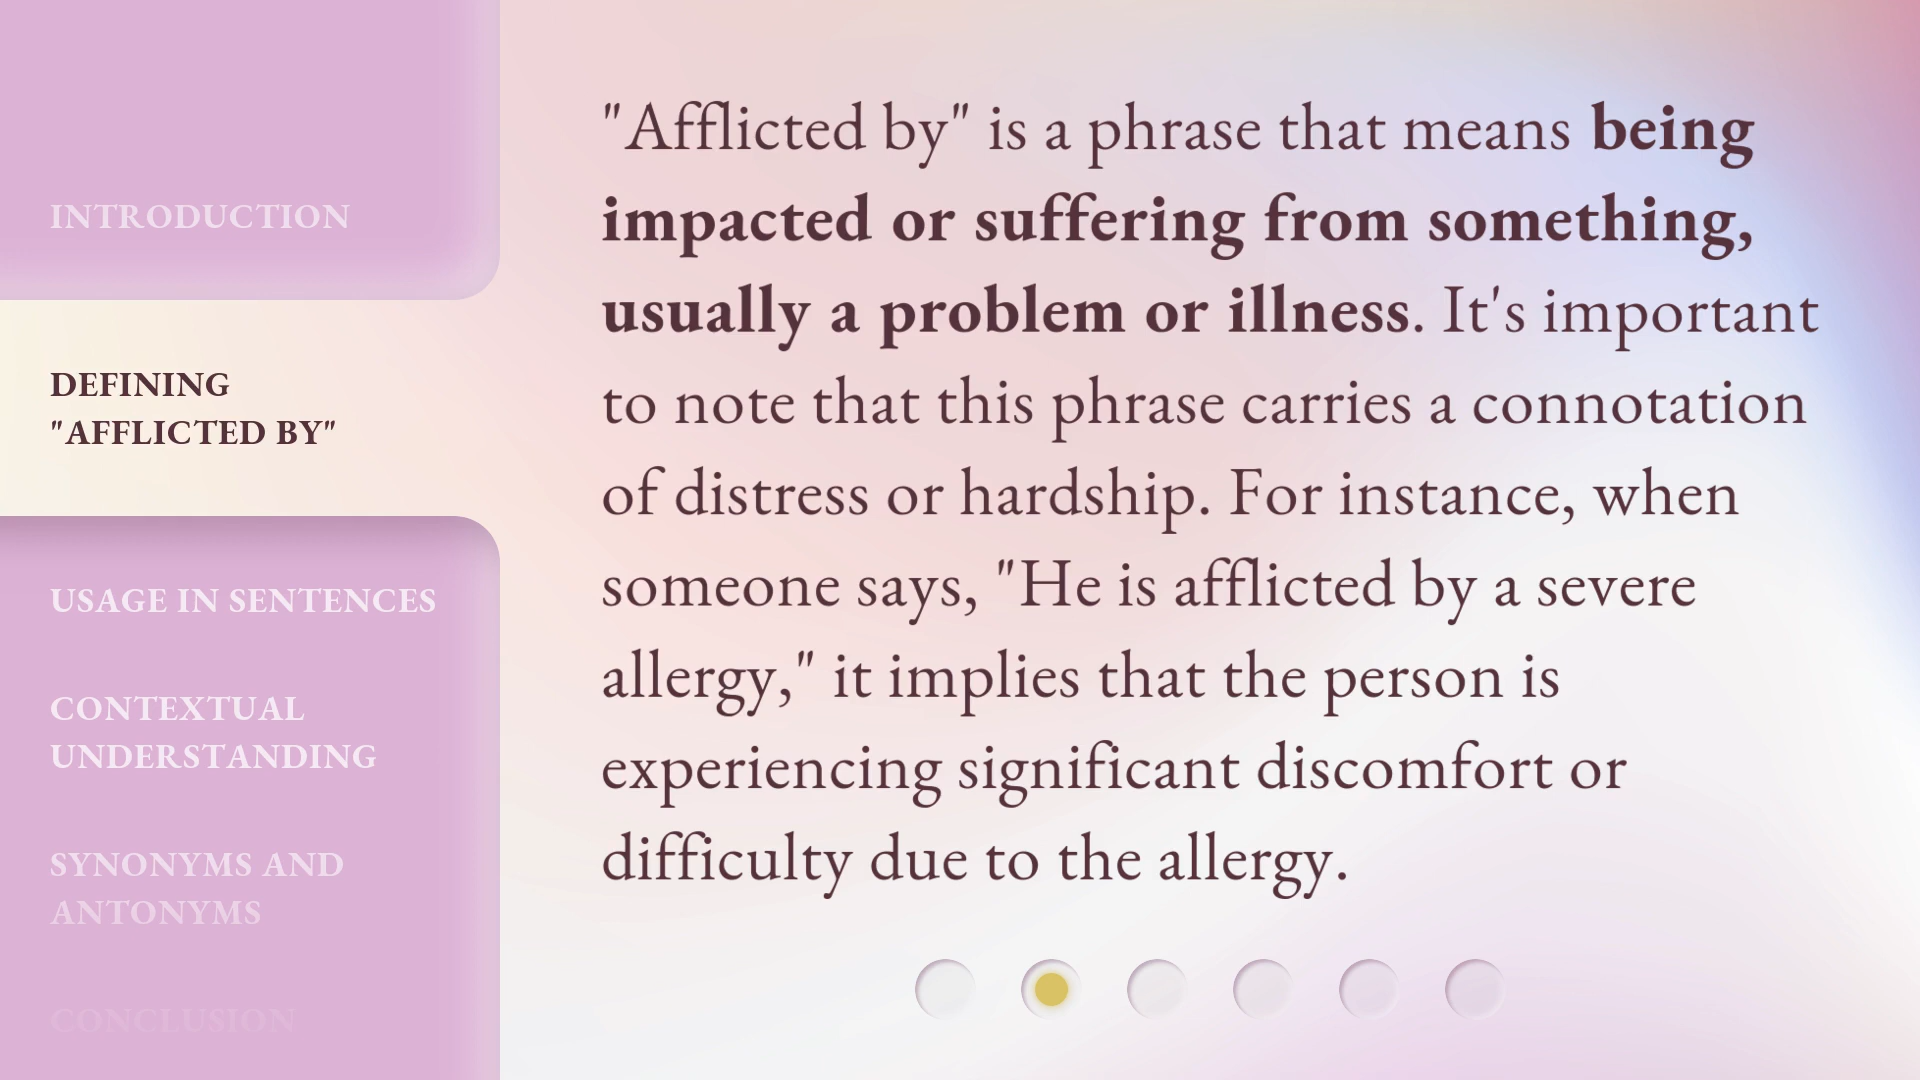 INTRODUCTION
DEFINING
"AFFLICTED BY"
USAGE IN SENTENCES
CONTEXTUAL
UNDERSTANDING
SYNONYMS AND
ANTONYMS
CONCLUSION
"Afflicted by" is a phrase that means being
impacted or suffering from something,
usually a problem or illness. It's important
to note that this phrase carries a connotation
of distress or hardship. For instance, when
someone says, "He is afflicted by a severe
allergy," it implies that the person is
experiencing significant discomfort or
difficulty due to the allergy.